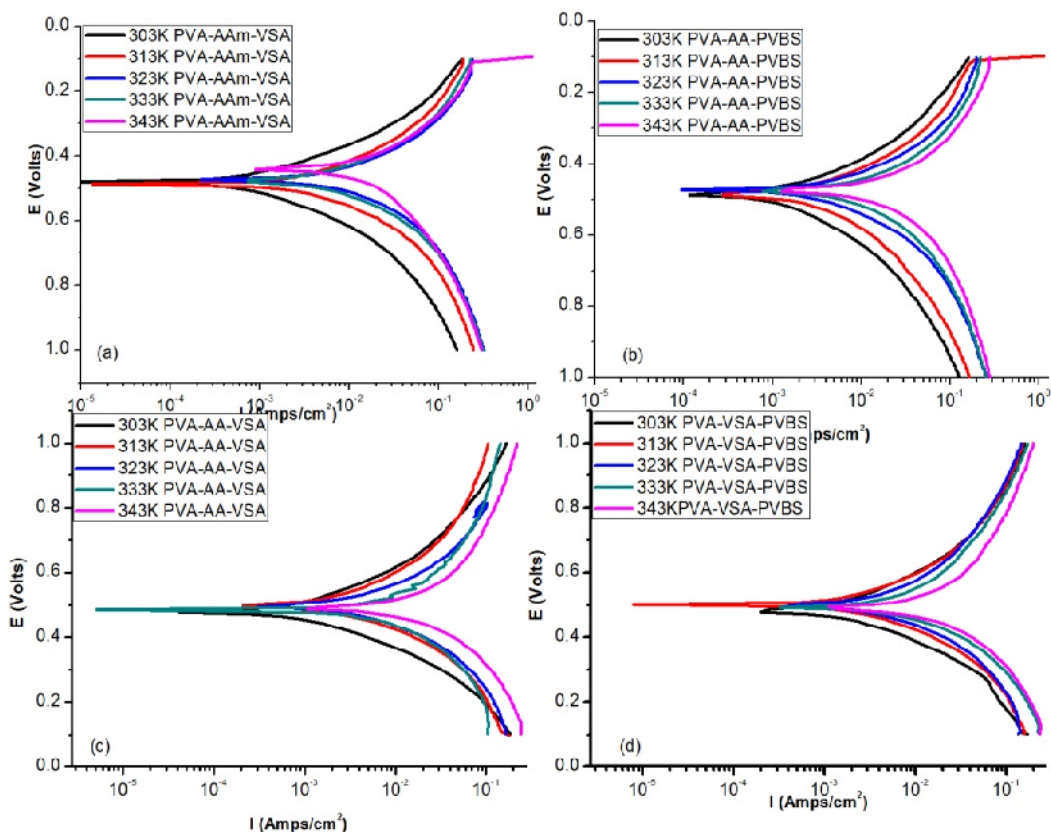 0.0
0.2
0.4
0.6
0.8
1.0
E (Volts)
303K PVA-AAm-VSA
313K PVA-AAm-VSA
323K PVA-AAm-VSA
333K PVA-AAm-VSA
343K PVA-AAm-VSA
(a)
10⁻⁵
10⁻⁴
10⁻³
10⁻²
10⁻¹
10⁰
I (Amps/cm²)
0.0
0.2
0.4
0.6
0.8
1.0
E (Volts)
303K PVA-AA-PVBS
313K PVA-AA-PVBS
323K PVA-AA-PVBS
333K PVA-AA-PVBS
343K PVA-AA-PVBS
(b)
10⁻⁵
10⁻⁴
10⁻³
10⁻²
10⁻¹
10⁰
mps/cm²)
1.0
0.8
0.6
0.4
0.2
0.0
E (Volts)
303K PVA-AA-VSA
313K PVA-AA-VSA
323K PVA-AA-VSA
333K PVA-AA-VSA
343K PVA-AA-VSA
(c)
10⁻⁵
10⁻⁴
10⁻³
10⁻²
10⁻¹
I (Amps/cm²)
1.0
0.8
0.6
0.4
0.2
0.0
E (Volts)
303K PVA-VSA-PVBS
313K PVA-VSA-PVBS
323K PVA-VSA-PVBS
333K PVA-VSA-PVBS
343KPVA-VSA-PVBS
(d)
10⁻⁵
10⁻⁴
10⁻³
10⁻²
10⁻¹
I (Amps/cm²)